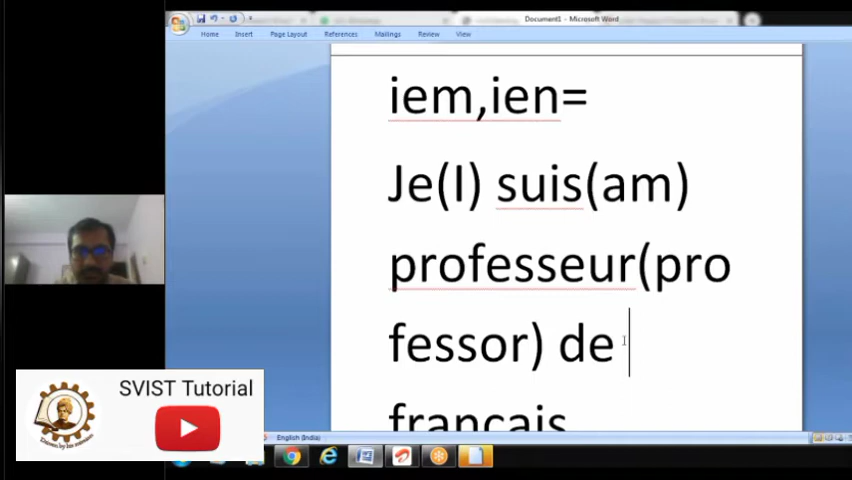 Document1 - Microsoft Word
Home Insert Page Layout References Mailings Review View
iem,ien=
Je(I) suis(am)
professeur(pro
fessor) de
francais
SVIST Tutorial
English (India)